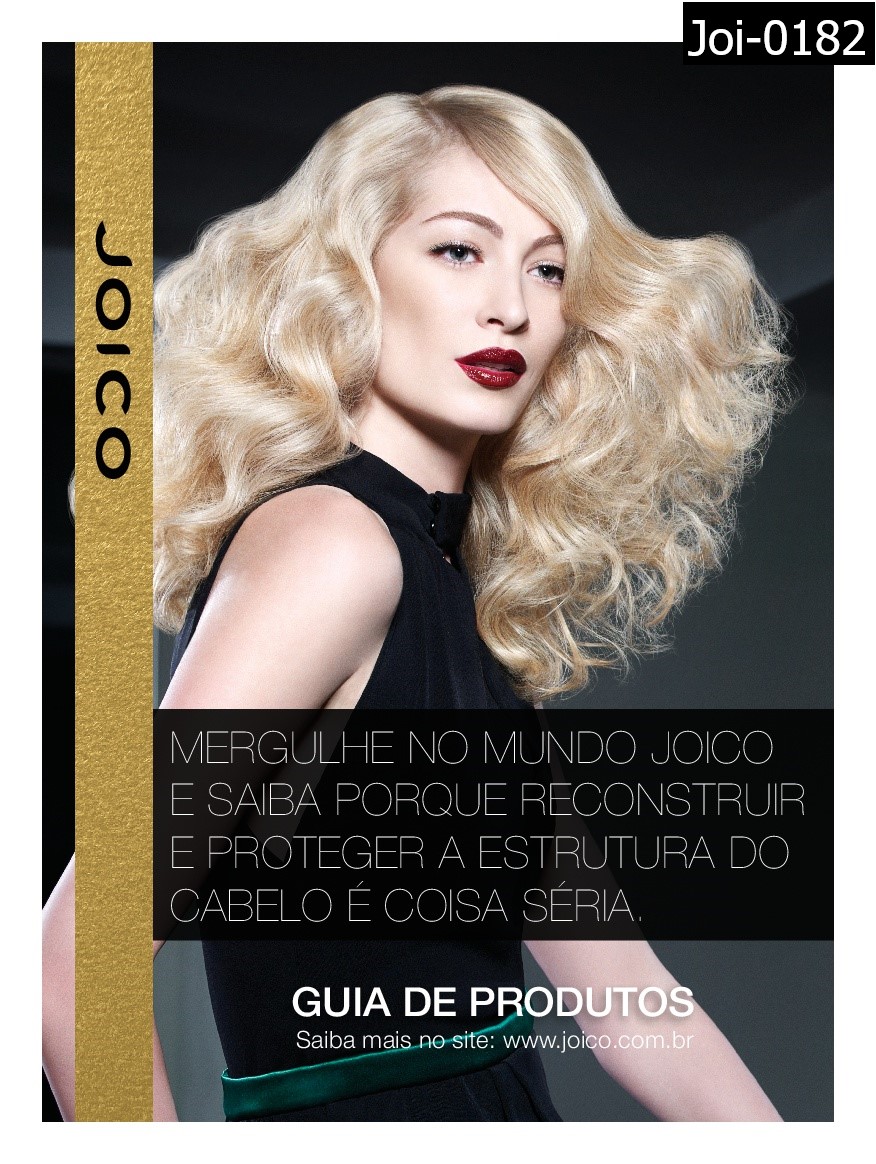 Joi-0182
JOICO
MERGULHE NO MUNDO JOICO
E SAIBA PORQUE RECONSTRUIR
E PROTEGER A ESTRUTURA DO
CABELO É COISA SÉRIA.
GUIA DE PRODUTOS
Saiba mais no site: www.joico.com.br